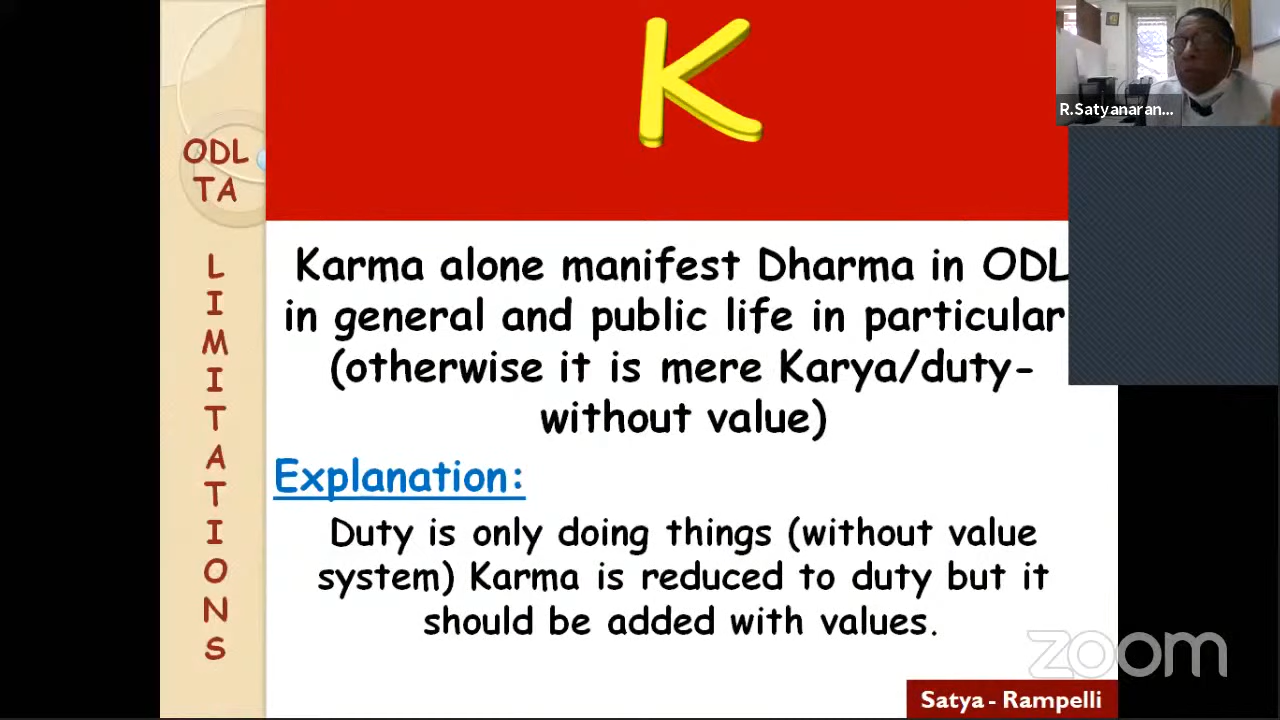 K
R.Satyanaran...
ODL
TA
L
I
M
I
T
A
T
I
O
N
S
Karma alone manifest Dharma in ODL
in general and public life in particular
(otherwise it is mere Karya/duty-
without value)
Explanation:
Duty is only doing things (without value
system) Karma is reduced to duty but it
should be added with values.
zoom
Satya - Rampelli